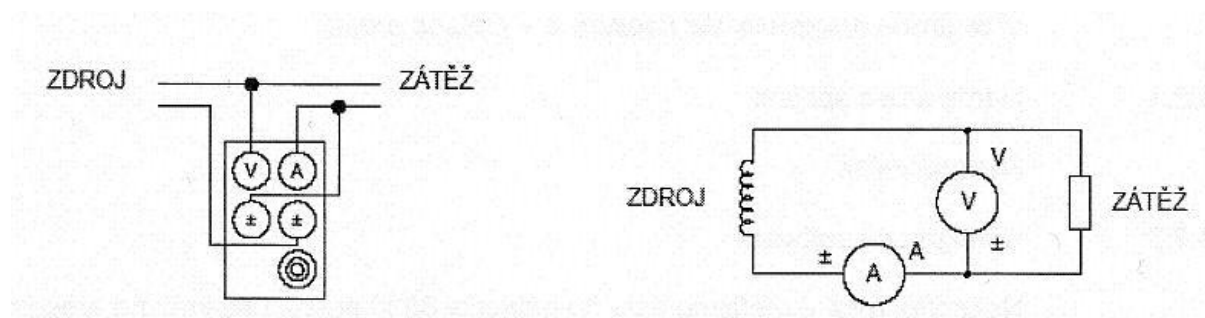 ZDROJ
ZÁTĚŽ
V A
± ±
ZDROJ
V
V
±
± A
A
ZÁTĚŽ